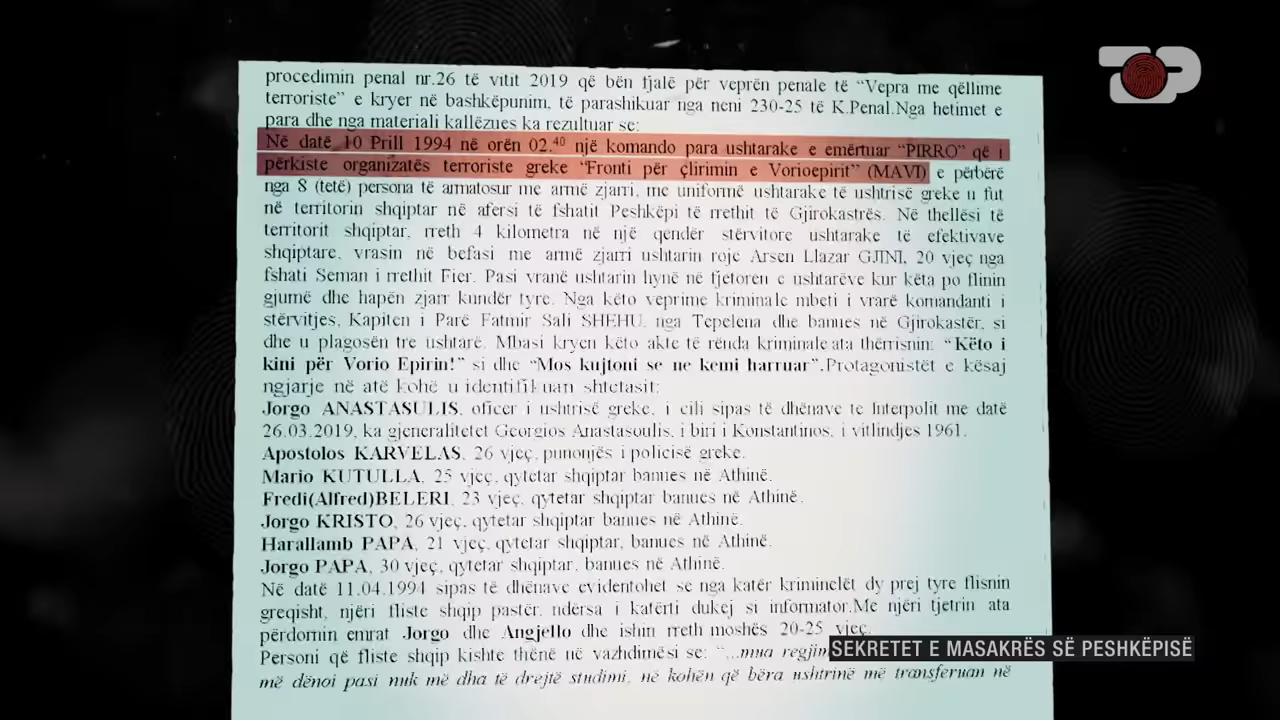 procedimin penal nr.26 të vitit 2019 që bën fjalë për veprën penale të “Vepra me qëllime
terroriste” e kryer në bashkëpunim, të parashikuar nga neni 230-25 të K.Penal.Nga hetimet e
para dhe nga materiali kallëzues ka rezultuar se:
Në datë 10 Prill 1994 në orën 02.⁴⁰ një komando para ushtarake e emërtuar “PIRRO” që i
përkiste organizatës terroriste greke “Fronti për çlirimin e Vorioepirit” (MAVI) e përbërë
nga 8 (tetë) persona të armatosur me armë zjarri, me uniformë ushtarake të ushtrisë greke u fut
në territorin shqiptar në afersi të fshatit Peshkëpi të rrethit të Gjirokastrës. Në thellësi të
territorit shqiptar, rreth 4 kilometra në një qendër stërvitore ushtarake të efektivave
shqiptare, vrasin në befasi me armë zjarri ushtarin roje Arsen Llazar GJINI, 20 vjeç nga
fshati Seman i rrethit Fier. Pasi vranë ushtarin hynë në fjetoren e ushtarëve kur këta po flinin
gjumë dhe hapën zjarr kundër tyre. Nga këto veprime kriminale mbeti i vrarë komandanti i
stërvitjes, Kapiten i Parë Fatmir Sali SHEHU, nga Tepelena dhe banues në Gjirokastër, si
dhe u plagosën tre ushtarë. Mbasi kryen këto akte të rënda kriminale ata thërrisnin: “Këto i
kini për Vorio Epirin!” si dhe “Mos kujtoni se ne kemi harruar”.Protagonistët e kësaj
ngjarje në atë kohë u identifikuan shtetasit:
Jorgo ANASTASULIS, oficer i ushtrisë greke, i cili sipas të dhënave te Interpolit me datë
26.03.2019, ka gjeneralitetet Georgios Anastasoulis, i biri i Konstantinos, i vitlindjes 1961.
Apostolos KARVELAS, 26 vjeç, punonjës i policisë greke.
Mario KUTULLA, 25 vjeç, qytetar shqiptar banues në Athinë.
Fredi(Alfred)BELERI, 23 vjeç, qytetar shqiptar banues në Athinë.
Jorgo KRISTO, 26 vjeç, qytetar shqiptar banues në Athinë.
Harallamb PAPA, 21 vjeç, qytetar shqiptar, banues në Athinë.
Jorgo PAPA, 30 vjeç, qytetar shqiptar, banues në Athinë.
Në datë 11.04.1994 sipas të dhënave evidentohet se nga katër kriminelët dy prej tyre flisnin
greqisht, njëri fliste shqip pastër, ndërsa i katërti dukej si informator.Me njëri tjetrin ata
përdornin emrat Jorgo dhe Angjello dhe ishin rreth moshës 20-25 vjeç.
Personi që fliste shqip kishte thënë në vazhdimësi se: “...mua regjim
më dënoi pasi nuk më dha të drejtë studimi, në kohën që bëra ushtrinë më transferuan në
SEKRETET E MASAKRËS SË PESHKËPISË